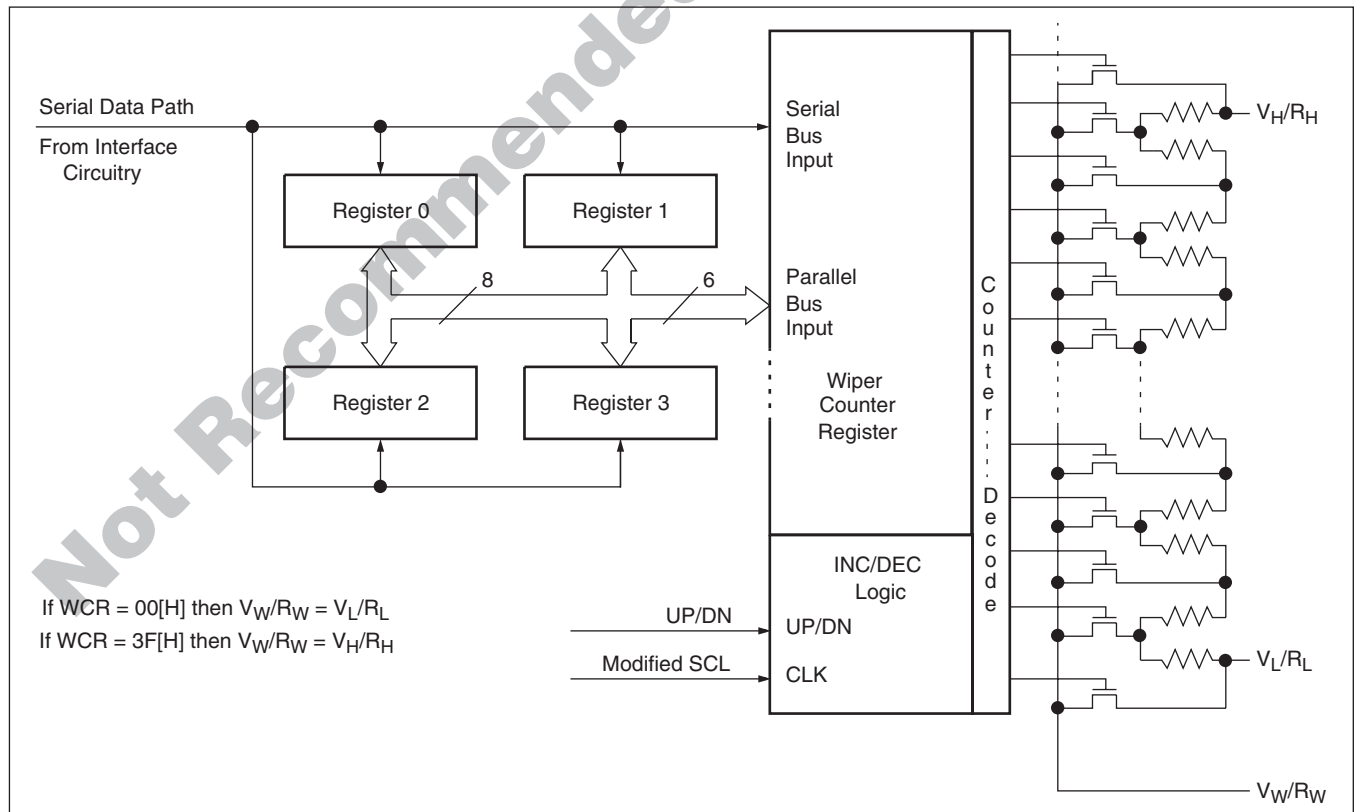 Not Recommended
Serial Data Path
From Interface
Circuitry
Register 0
Register 1
8
6
Register 2
Register 3
Serial
Bus
Input
Parallel
Bus
Input
Wiper
Counter
Register
INC/DEC
Logic
UP/DN
UP/DN
Modified SCL
CLK
Counter
Decode
If WCR = 00[H] then VW/RW = VL/RL
If WCR = 3F[H] then VW/RW = VH/RH
VH/RH
VL/RL
VW/RW